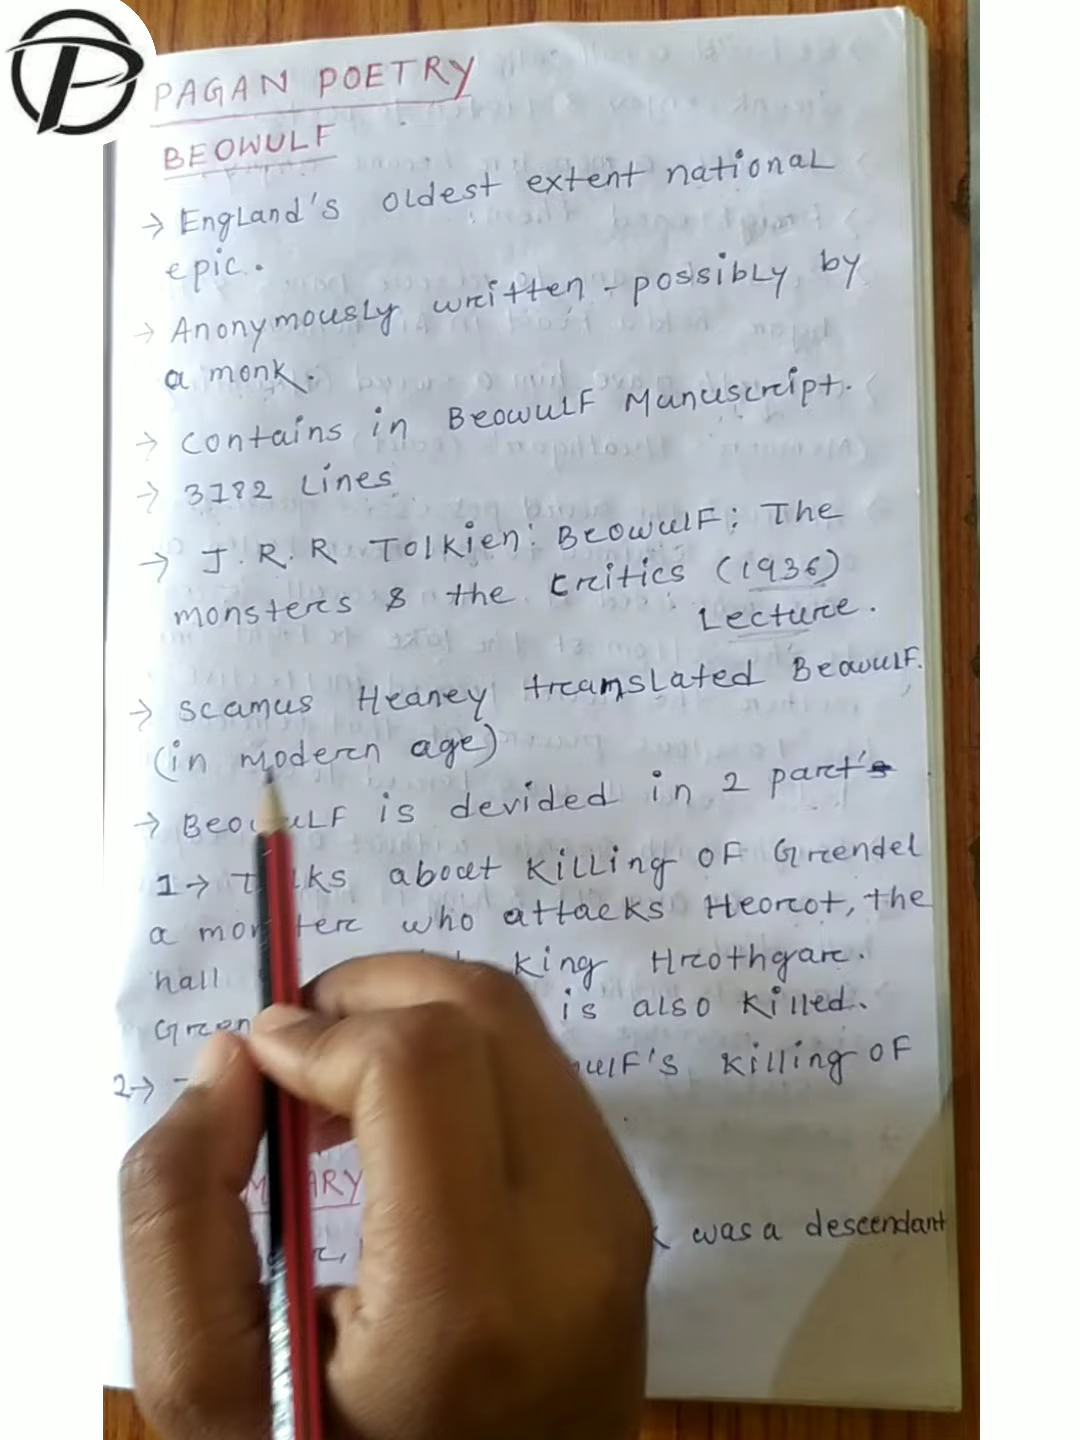 PAGAN POETRY
BEOWULF
→ England's oldest extent national
epic.
→ Anonymously written - possibly by
a monk.
→ contains in Beowulf Manuscript.
→ 3182 Lines
→ J.R.R Tolkien: Beowulf: The
monsters & the critics (1936)
Lecture.
→ Scamus Heaney translated Beowulf.
(in modern age)
→ Beowulf is devided in 2 part's
1→ Talks about killing of Grendel
a monster who attacks Heorot, the
hall king Hrothgar.
is also killed.
2→ killing of
was a descendant